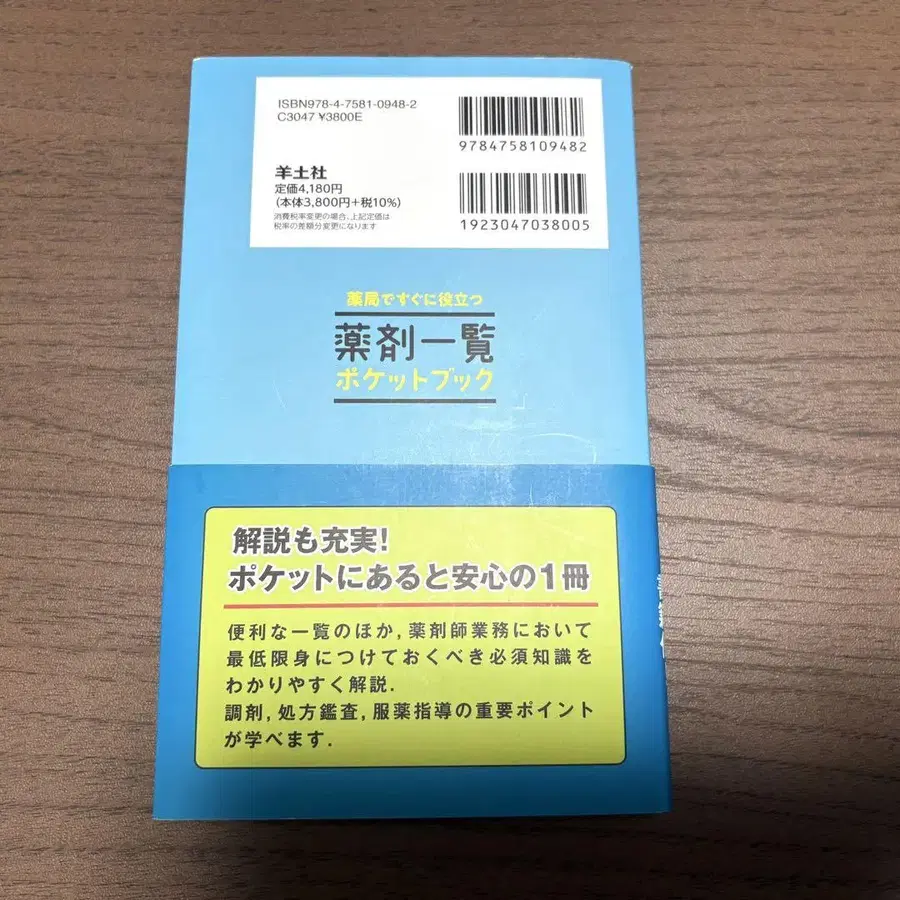 ISBN978-4-7581-0948-2
C3047 ¥3800E
9784758109482
羊土社
定価4,180円
(本体3,800円+税10%)
消費税率変更の場合、上記定価は
税率の差額分変更になります
1923047038005
薬局ですぐに役立つ
薬剤一覧
ポケットブック
解説も充実!
ポケットにあると安心の1冊
便利な一覧のほか,薬剤師業務において
最低限身につけておくべき必須知識を
わかりやすく解説.
調剤,処方鑑査,服薬指導の重要ポイント
が学べます.